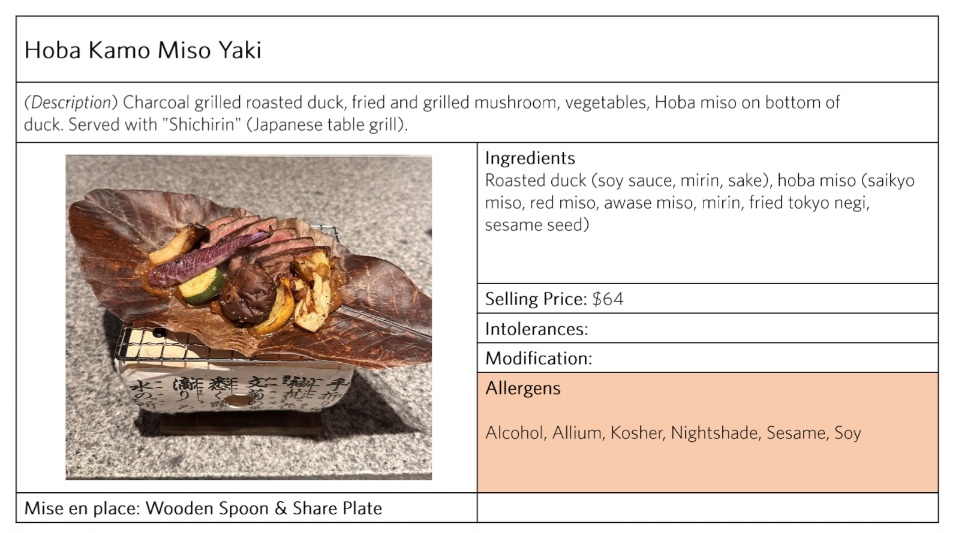 Hoba Kamo Miso Yaki
(Description) Charcoal grilled roasted duck, fried and grilled mushroom, vegetables, Hoba miso on bottom of
duck. Served with "Shichirin" (Japanese table grill).
Ingredients
Roasted duck (soy sauce, mirin, sake), hoba miso (saikyo
miso, red miso, awase miso, mirin, fried tokyo negi,
sesame seed)
Selling Price: $64
Intolerances:
Modification:
Allergens
Alcohol, Allium, Kosher, Nightshade, Sesame, Soy
Mise en place: Wooden Spoon & Share Plate